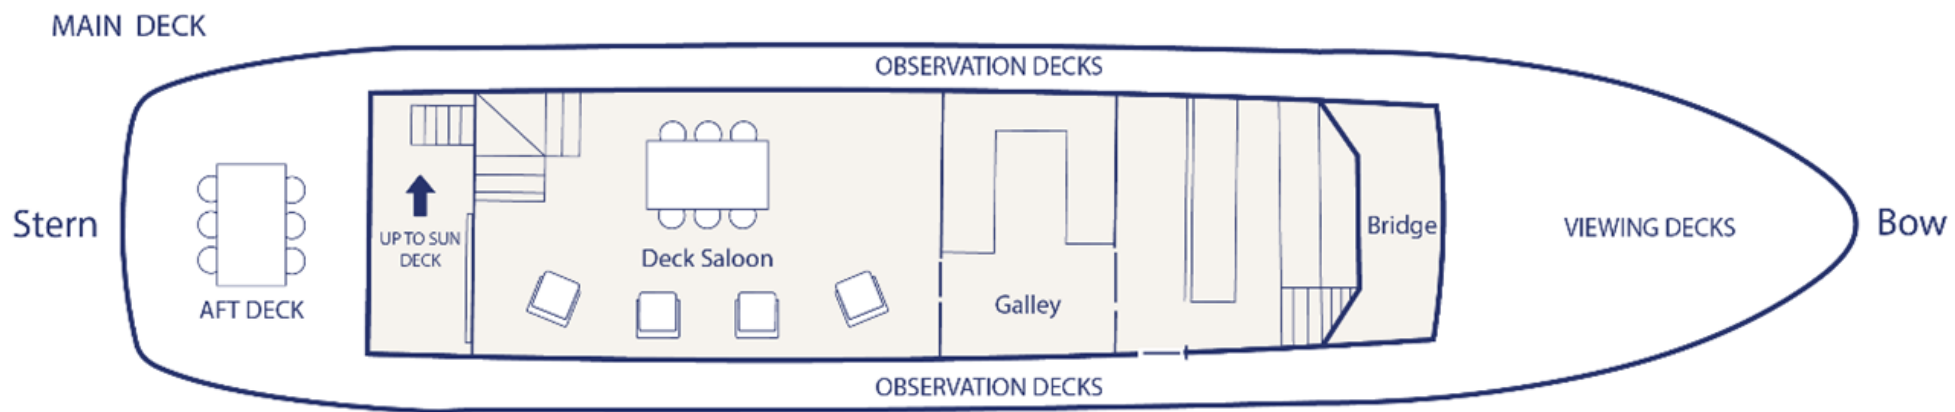 MAIN DECK
OBSERVATION DECKS
Stern
AFT DECK
UP TO SUN
DECK
Deck Saloon
Galley
Bridge
VIEWING DECKS
Bow
OBSERVATION DECKS